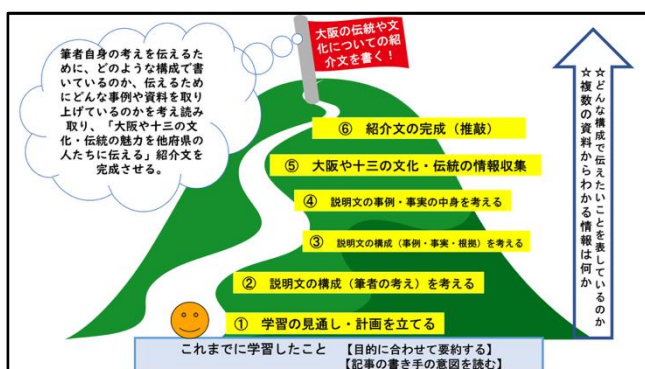 大阪の伝統や文
化についての紹
介文を書く！
筆者自身の考えを伝えるた
めに、どのような構成で書
いているのか、伝えるため
にどんな事例や資料を取り
上げているのかを考え読み
取り、「大阪や十三の文
化・伝統の魅力を他府県の
人たちに伝える」紹介文を
完成させる。
⑥ 紹介文の完成（推敲）
⑤ 大阪や十三の文化・伝統の情報収集
④ 説明文の事例・事実の中身を考える
③ 説明文の構成（事例・事実・根拠）を考える
② 説明文の構成（筆者の考え）を考える
① 学習の見通し・計画を立てる
これまでに学習したこと 【目的に合わせて要約する】
【記事の書き手の意図を読む】
☆どんな構成で伝えたいことを表しているのか
☆複数の資料からわかる情報は何か